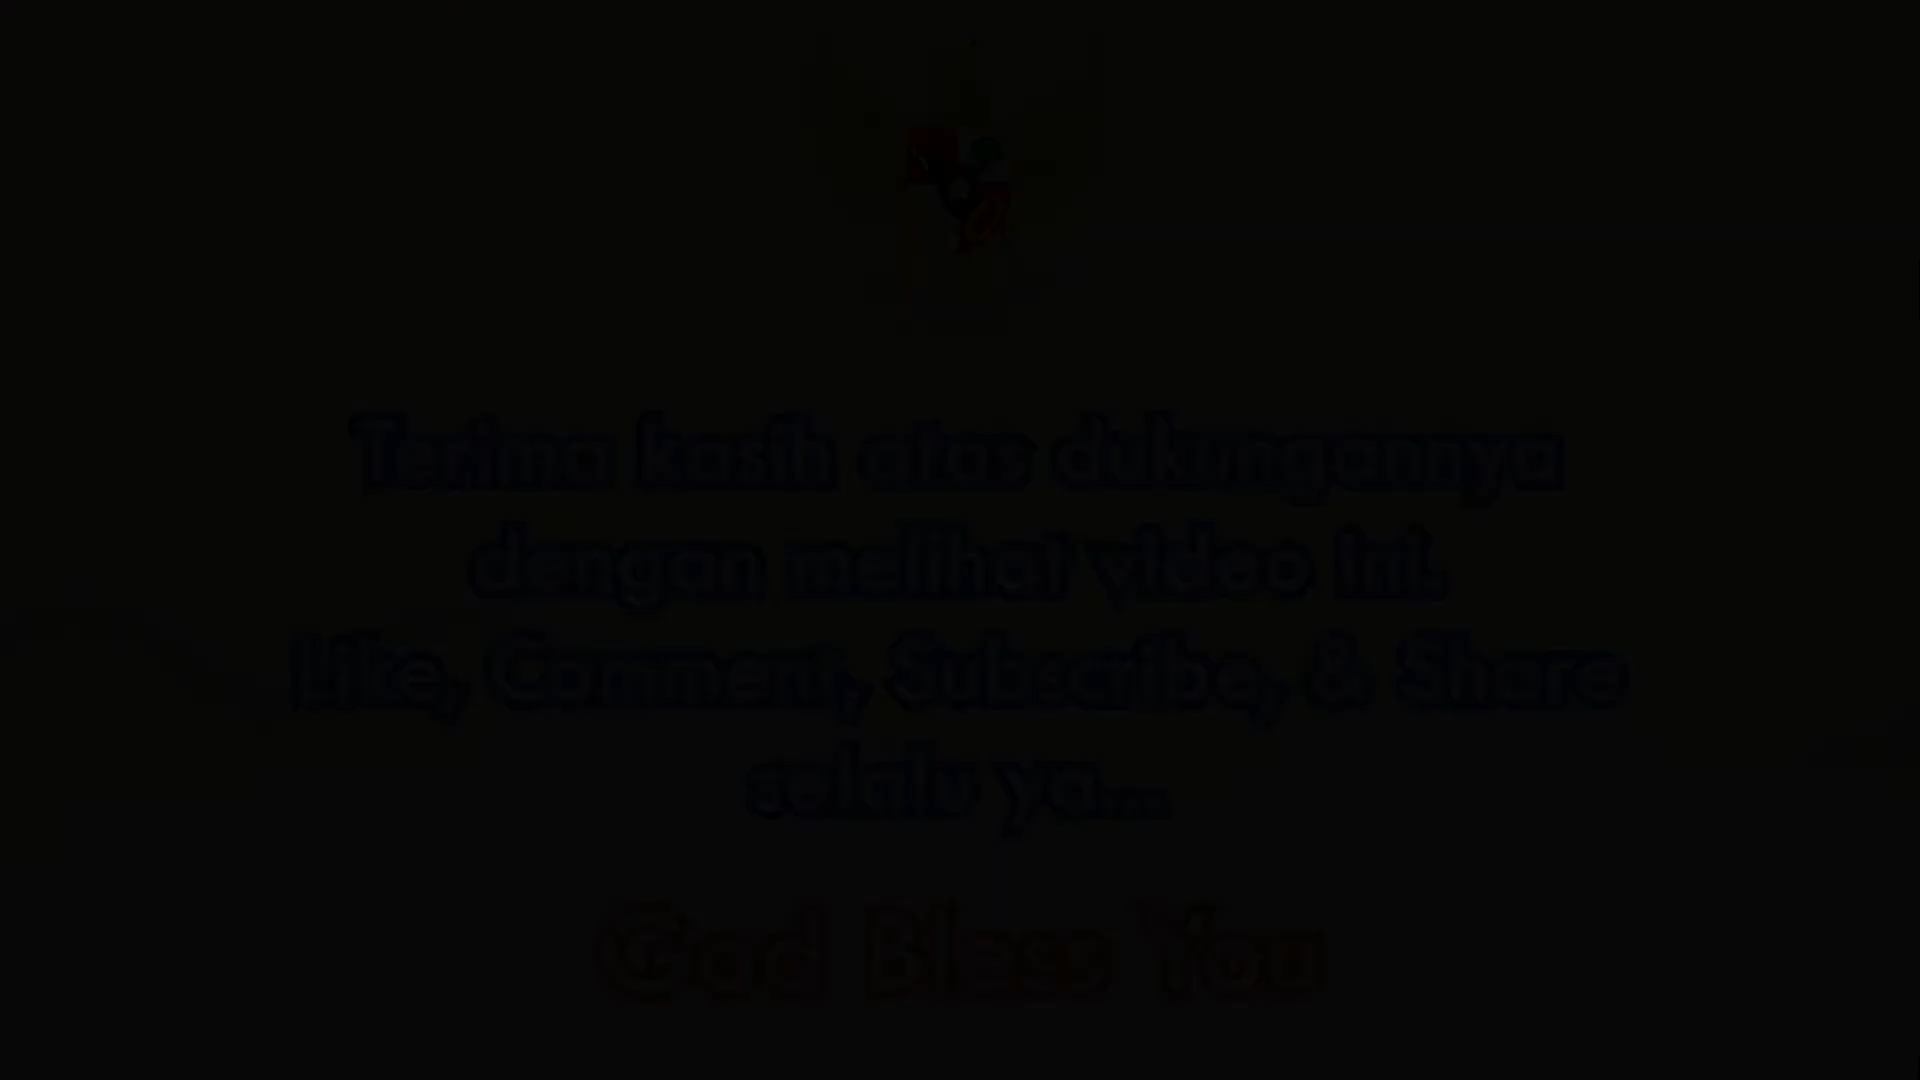 Terima kasih atas dukungannya
dengan melihat video ini.
Like, Comment, Subscribe, & Share
selalu ya...
God Bless You